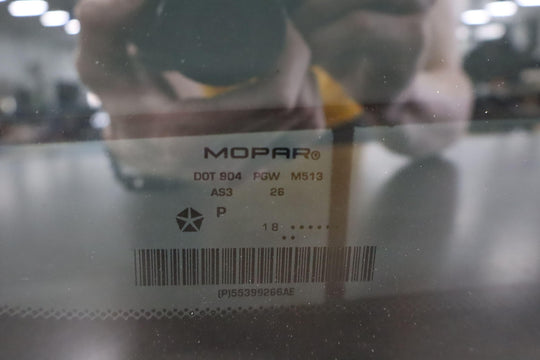 MOPAR®
DOT 904 PGW M513
AS3 26
P
18
(P)55399266AE